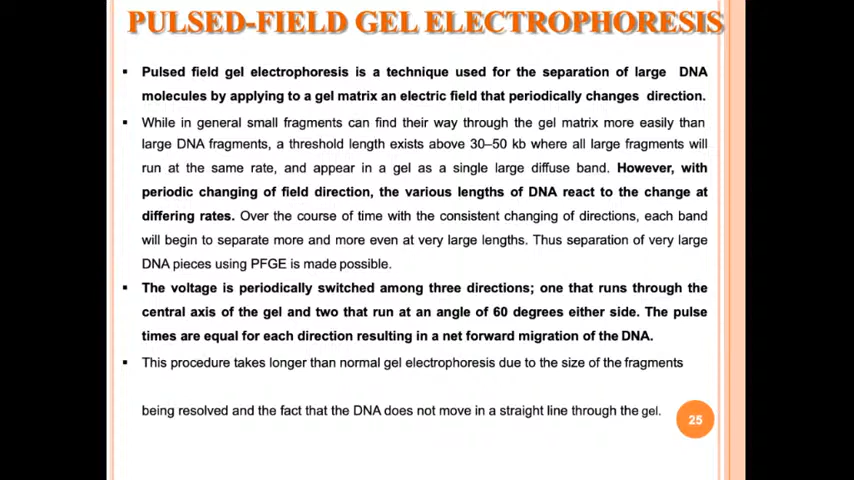 PULSED-FIELD GEL ELECTROPHORESIS
▪ Pulsed field gel electrophoresis is a technique used for the separation of large DNA
molecules by applying to a gel matrix an electric field that periodically changes direction.
▪ While in general small fragments can find their way through the gel matrix more easily than
large DNA fragments, a threshold length exists above 30–50 kb where all large fragments will
run at the same rate, and appear in a gel as a single large diffuse band. However, with
periodic changing of field direction, the various lengths of DNA react to the change at
differing rates. Over the course of time with the consistent changing of directions, each band
will begin to separate more and more even at very large lengths. Thus separation of very large
DNA pieces using PFGE is made possible.
▪ The voltage is periodically switched among three directions; one that runs through the
central axis of the gel and two that run at an angle of 60 degrees either side. The pulse
times are equal for each direction resulting in a net forward migration of the DNA.
▪ This procedure takes longer than normal gel electrophoresis due to the size of the fragments
being resolved and the fact that the DNA does not move in a straight line through the gel.
25